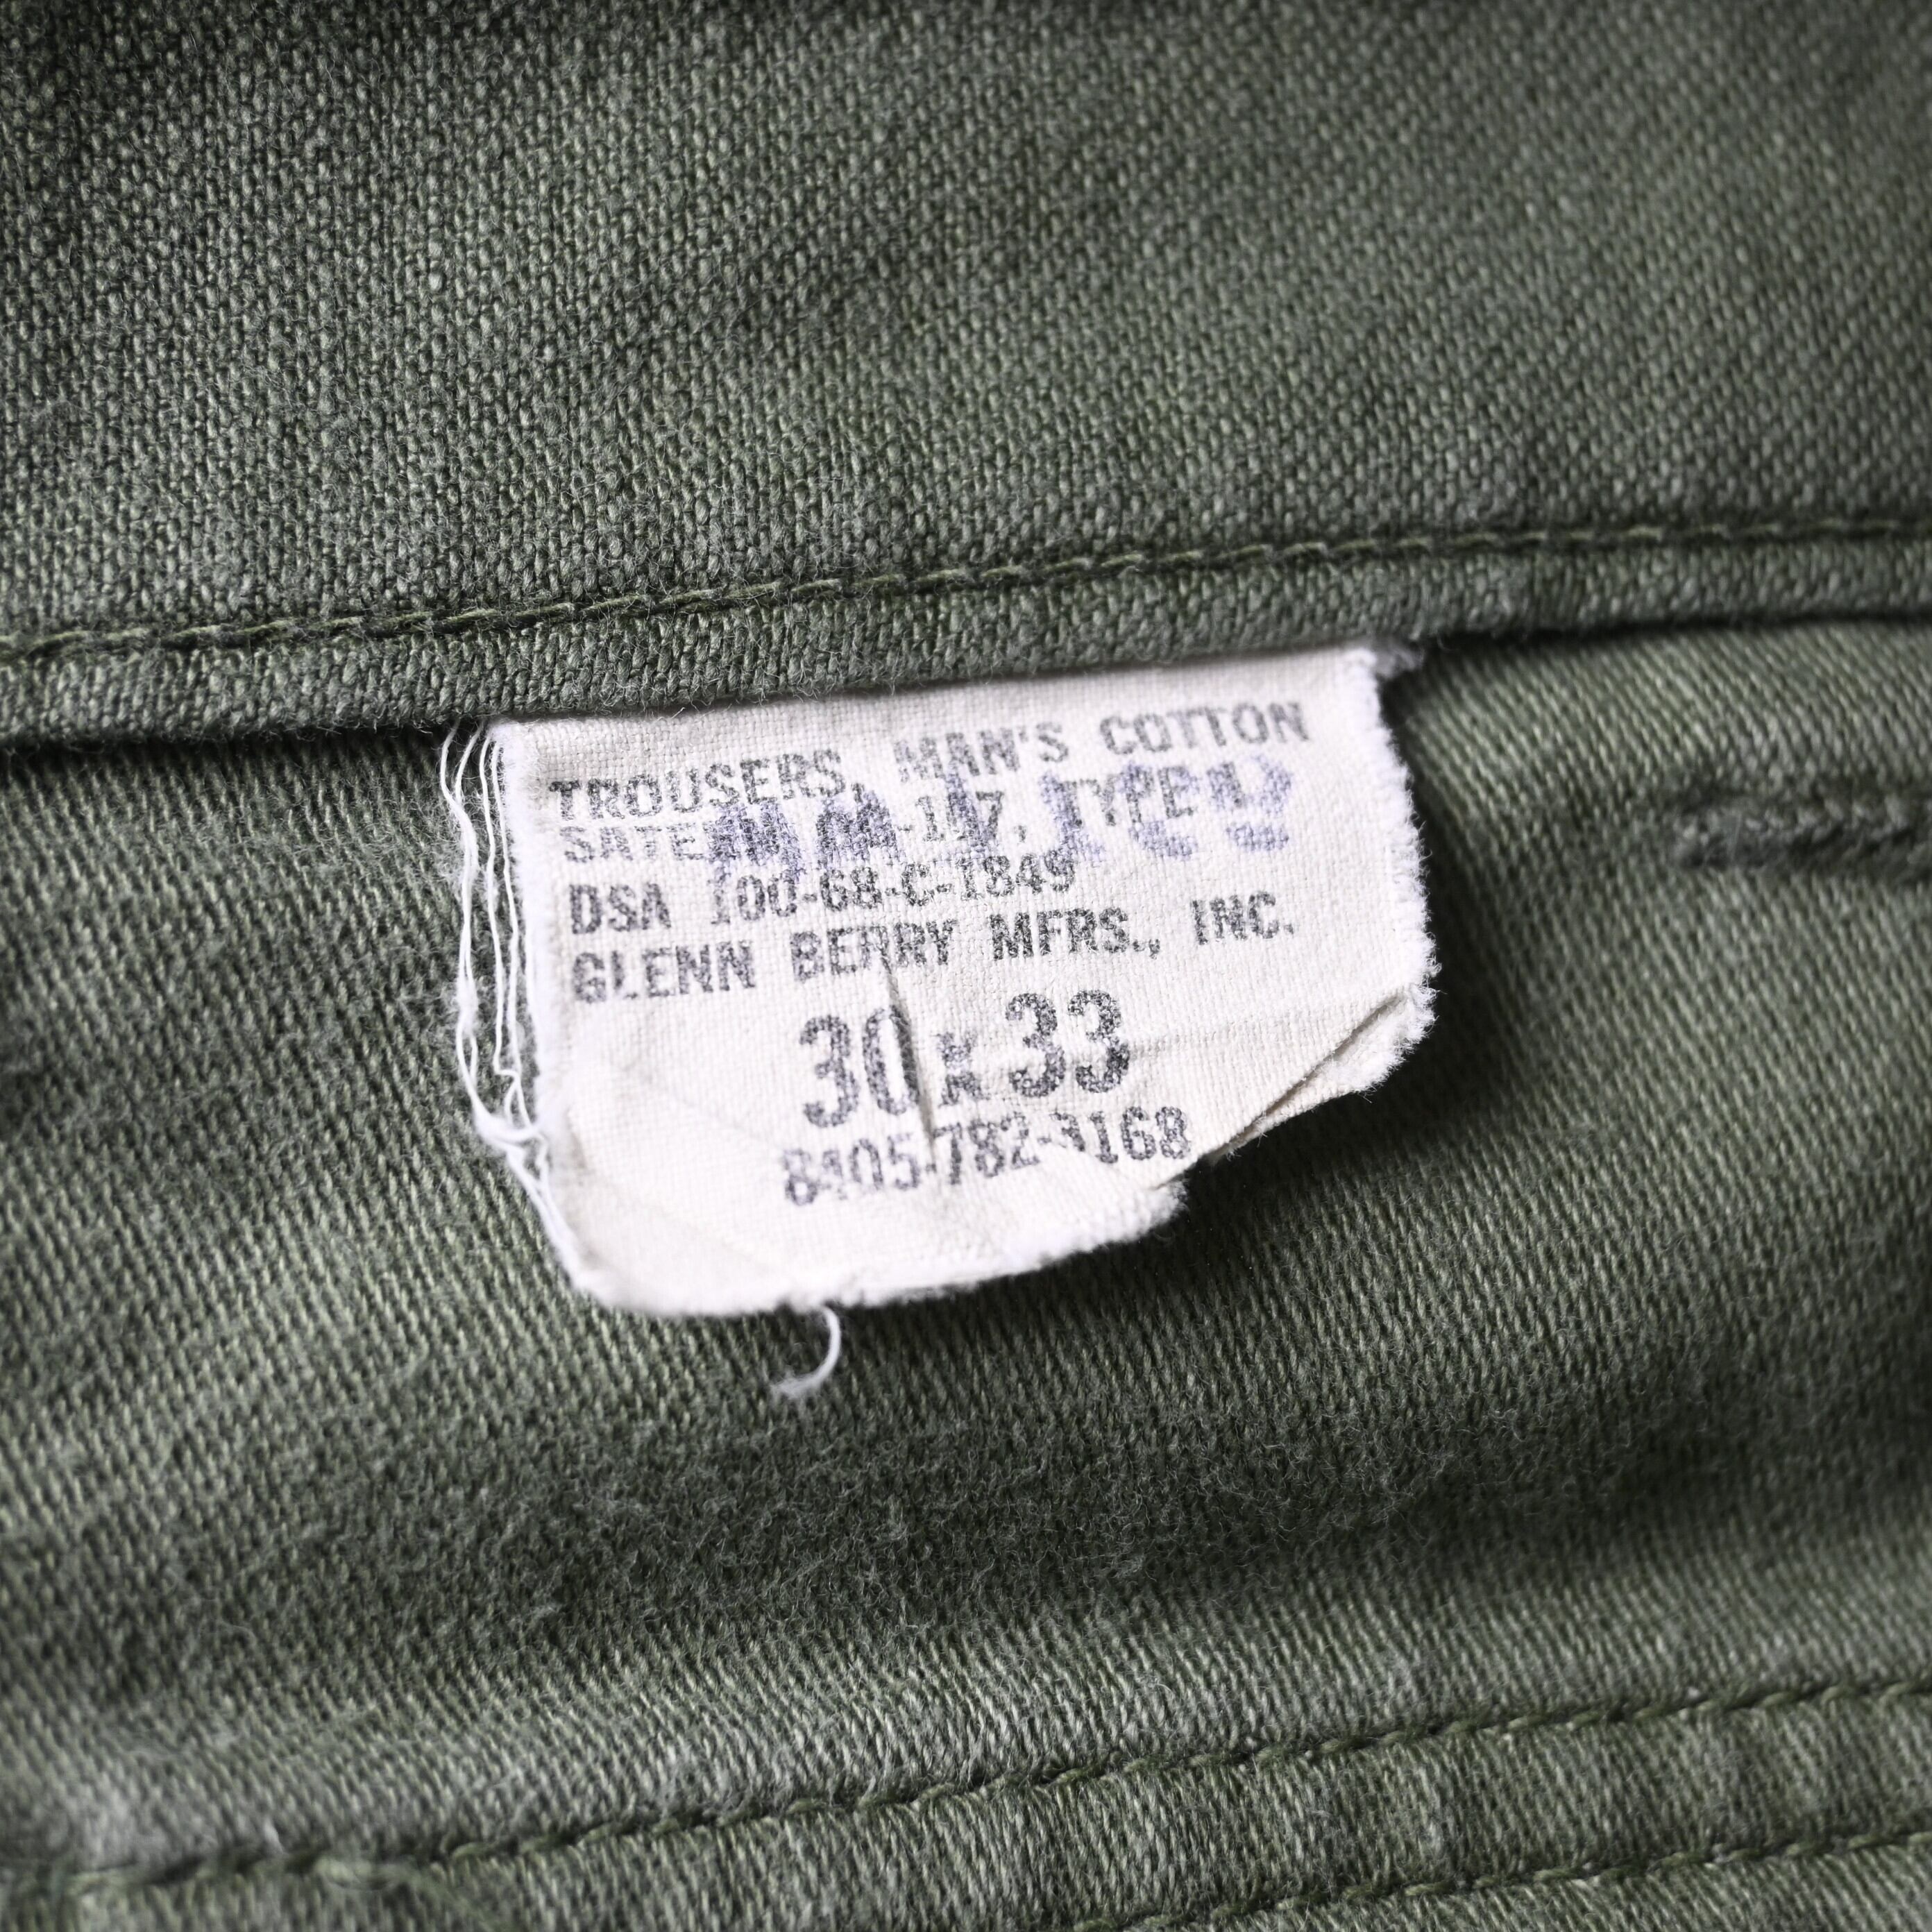 TROUSERS, MAN'S COTTON
SATEEN OG-107, TYPE I
DSA 100-68-C-1849
GLENN BERRY MFRS., INC.
30 x 33
8405-782-3168